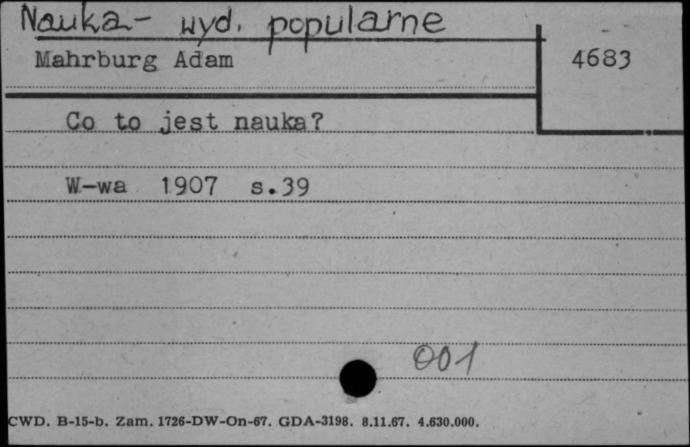 Nauka - wyd. popularne
Mahrburg Adam
4683
Co to jest nauka?
W-wa 1907 s.39
001
CWD. B-15-b. Zam. 1726-DW-On-67. GDA-3198. 8.11.67. 4.630.000.